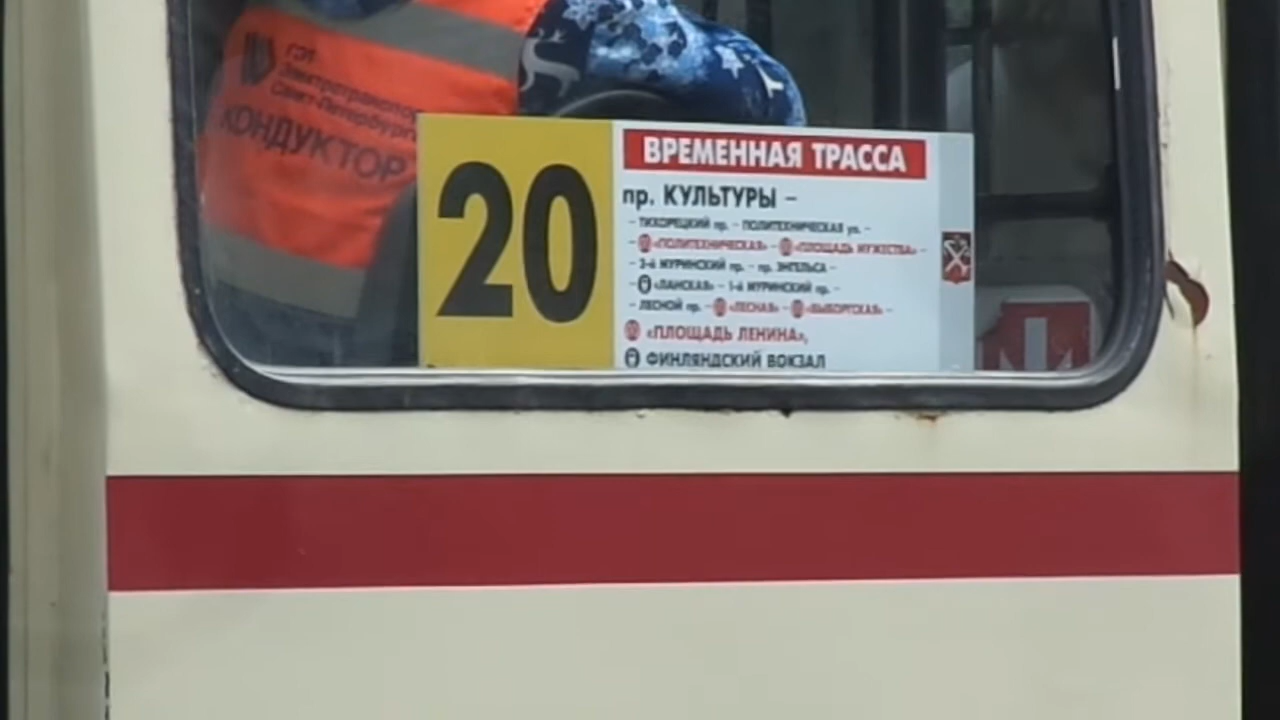 ГЭТ
Электротранспорт
Санкт-Петербурга
КОНДУКТОР
20
ВРЕМЕННАЯ ТРАССА
пр. КУЛЬТУРЫ –
– ТИХОРЕЦКИЙ пр. – ПОЛИТЕХНИЧЕСКАЯ ул. –
– «ПОЛИТЕХНИЧЕСКАЯ» – «ПЛОЩАДЬ МУЖЕСТВА» –
– 2-й МУРИНСКИЙ пр. – пр. ЭНГЕЛЬСА –
– «ЛАНСКАЯ» – 1-й МУРИНСКИЙ пр. –
– ЛЕСНОЙ пр. – «ЛЕСНАЯ» – «ВЫБОРГСКАЯ» –
«ПЛОЩАДЬ ЛЕНИНА»,
ФИНЛЯНДСКИЙ ВОКЗАЛ